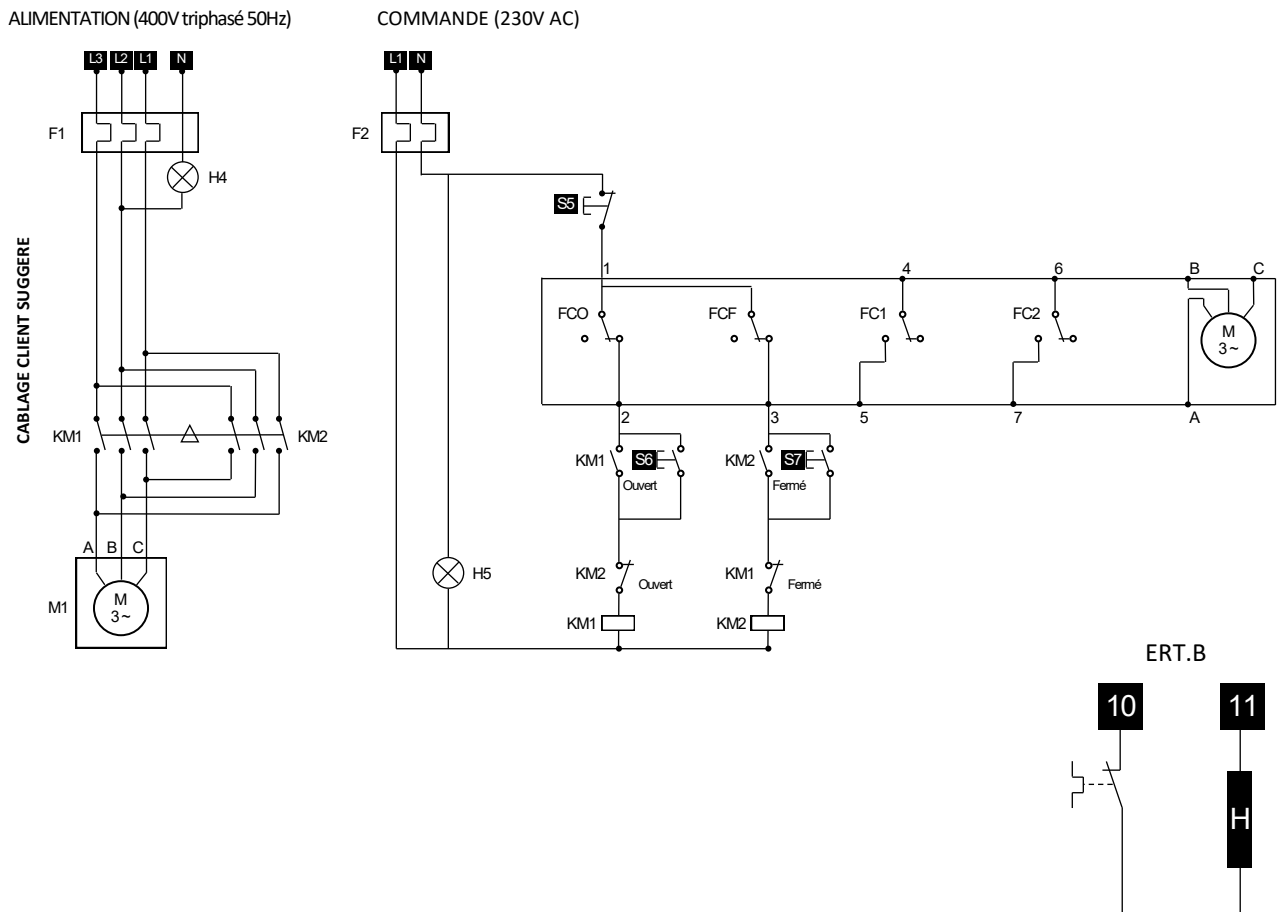 ALIMENTATION (400V triphasé 50Hz)
COMMANDE (230V AC)
L3 L2 L1 N
L1 N
F1
F2
H4
S5
CABLAGE CLIENT SUGGERE
1 4 6 B C
FCO FCF FC1 FC2
M
3~
2 3 5 7 A
KM1 KM2
KM1 S6 KM2 S7
Ouvert Fermé
A B C
M1
M
3~
H5
KM2 Ouvert KM1 Fermé
KM1 KM2
ERT.B
10 11
H